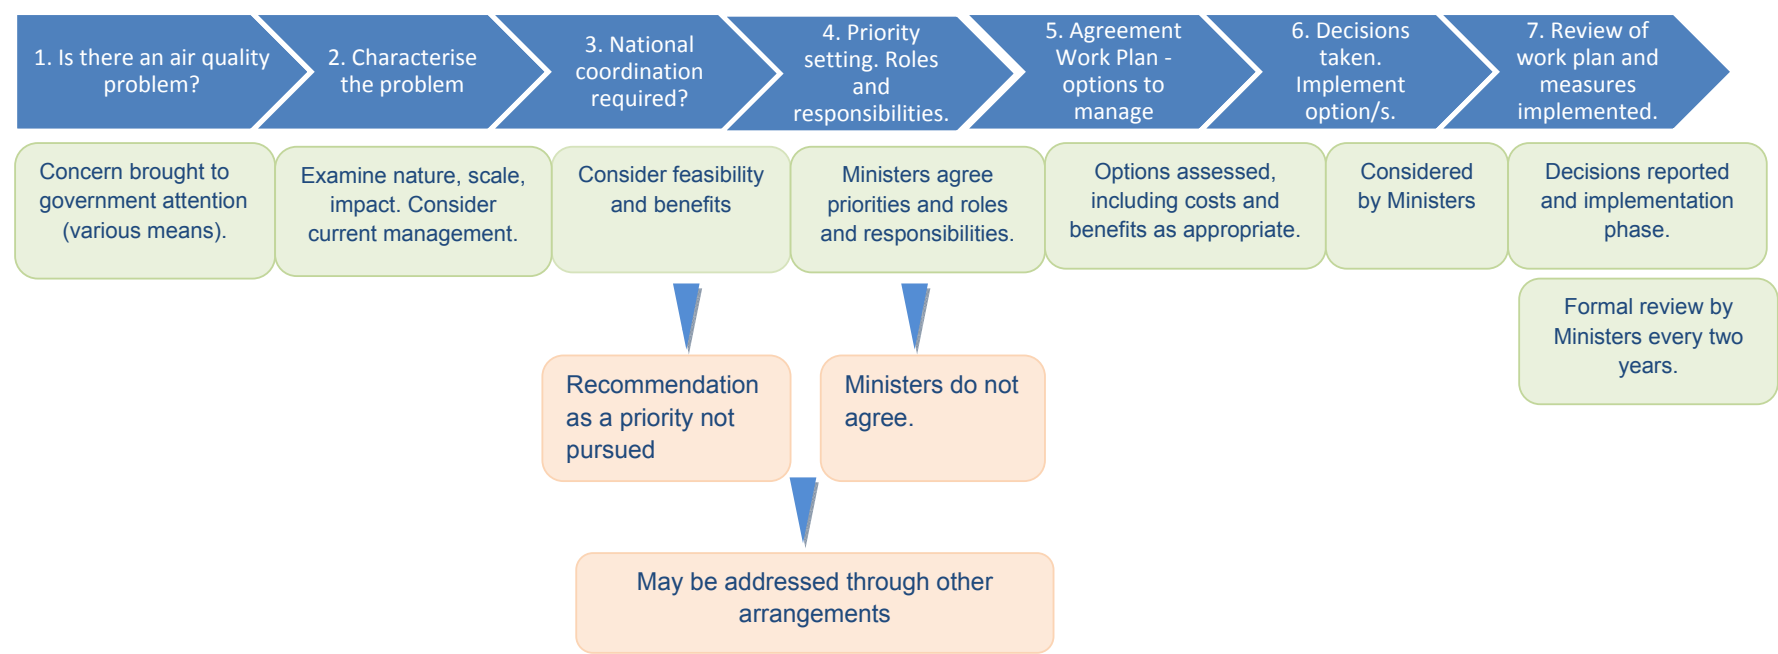 1. Is there an air quality
problem?
2. Characterise
the problem
3. National
coordination
required?
4. Priority
setting. Roles
and
responsibilities.
5. Agreement
Work Plan -
options to
manage
6. Decisions
taken.
Implement
option/s.
7. Review of
work plan and
measures
implemented.
Concern brought to
government attention
(various means).
Examine nature, scale,
impact. Consider
current management.
Consider feasibility
and benefits
Ministers agree
priorities and roles
and responsibilities.
Options assessed,
including costs and
benefits as appropriate.
Considered
by Ministers
Decisions reported
and implementation
phase.
Formal review by
Ministers every two
years.
Recommendation
as a priority not
pursued
Ministers do not
agree.
May be addressed through other
arrangements